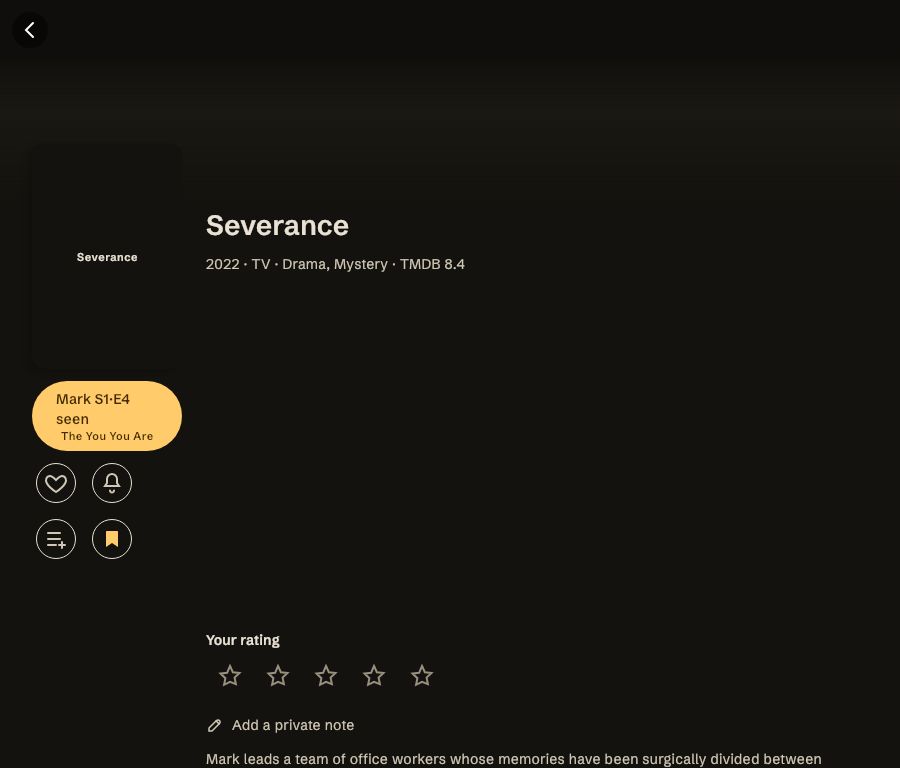 Severance
2022 · TV · Drama, Mystery · TMDB 8.4
Severance
Mark S1·E4
seen
The You You Are
Your rating
Add a private note
Mark leads a team of office workers whose memories have been surgically divided between